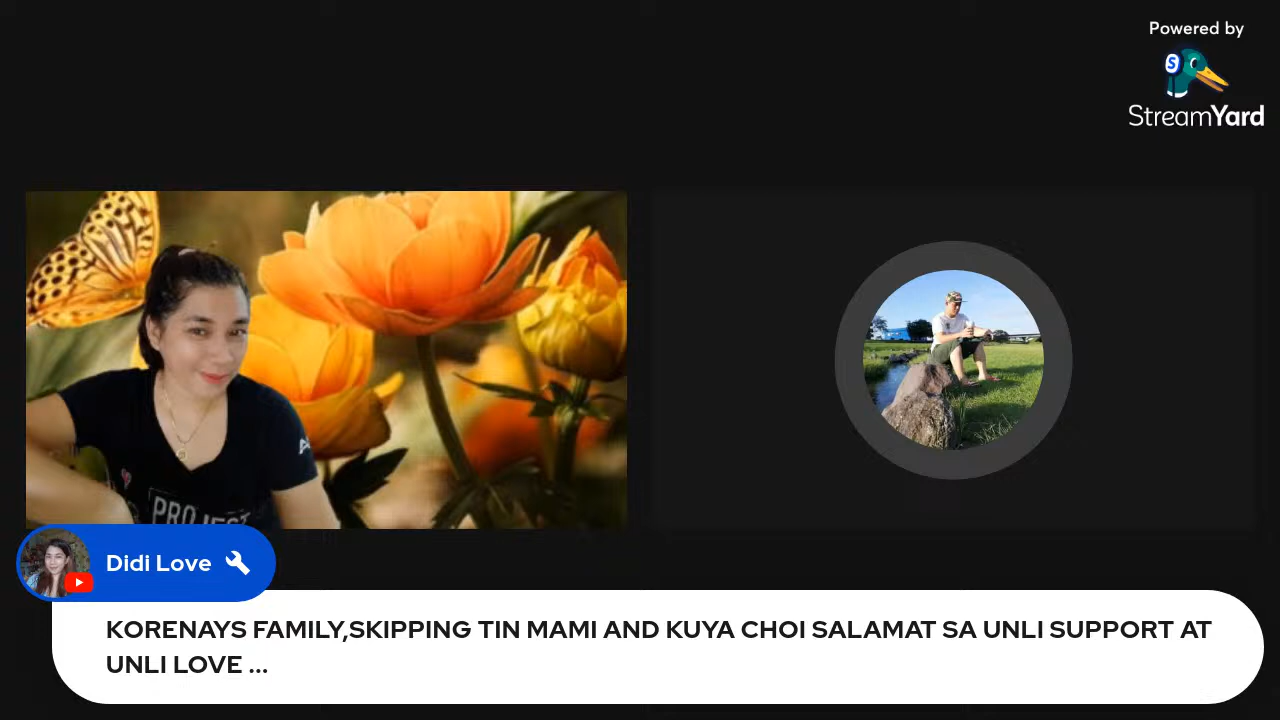 Powered by
S
StreamYard
PROJECT
Didi Love
KORENAYS FAMILY,SKIPPING TIN MAMI AND KUYA CHOI SALAMAT SA UNLI SUPPORT AT
UNLI LOVE ...